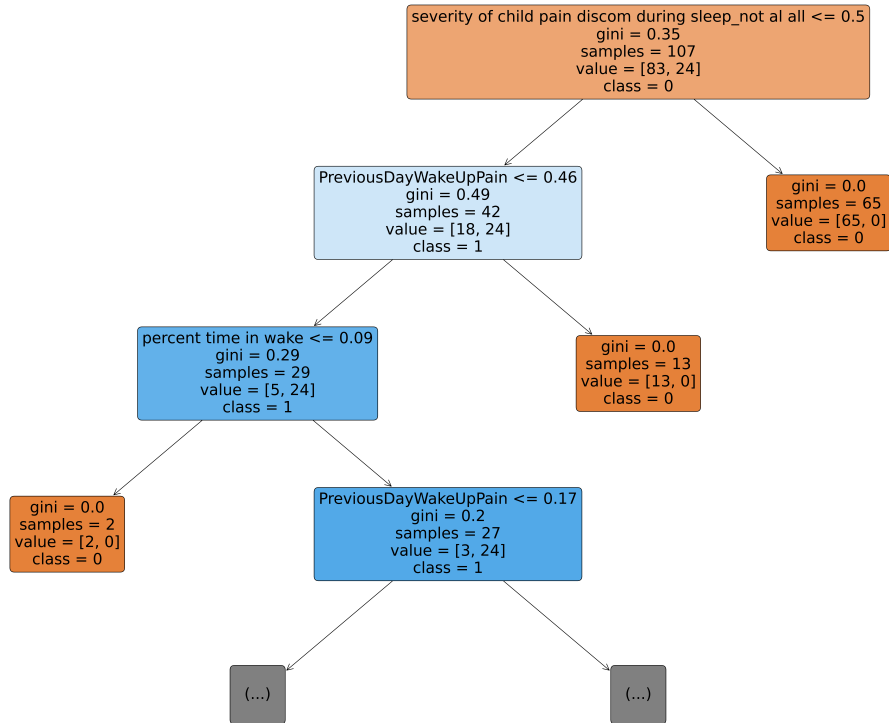 severity of child pain discom during sleep_not al all <= 0.5
gini = 0.35
samples = 107
value = [83, 24]
class = 0
PreviousDayWakeUpPain <= 0.46
gini = 0.49
samples = 42
value = [18, 24]
class = 1
gini = 0.0
samples = 65
value = [65, 0]
class = 0
percent time in wake <= 0.09
gini = 0.29
samples = 29
value = [5, 24]
class = 1
gini = 0.0
samples = 13
value = [13, 0]
class = 0
gini = 0.0
samples = 2
value = [2, 0]
class = 0
PreviousDayWakeUpPain <= 0.17
gini = 0.2
samples = 27
value = [3, 24]
class = 1
(...)
(...)